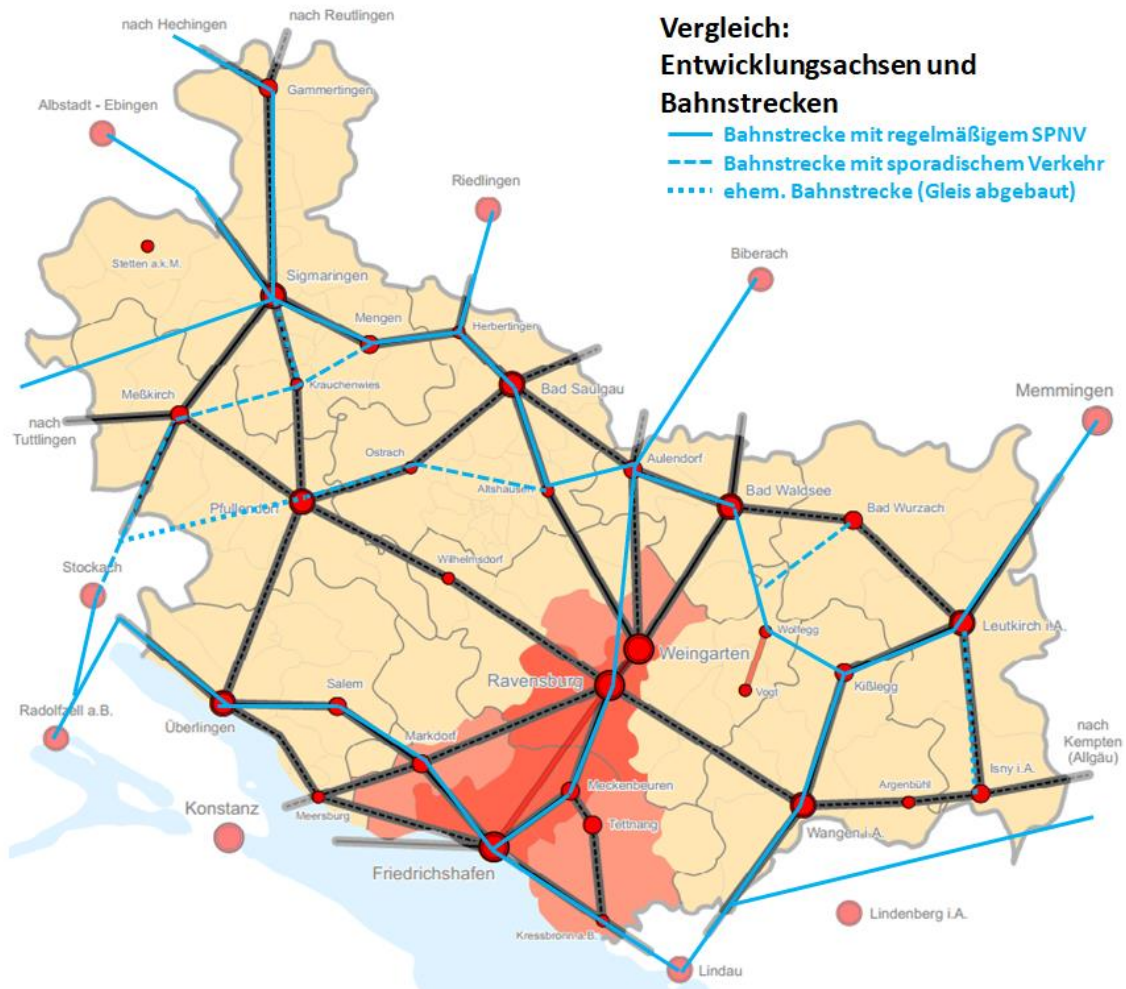 Vergleich:
Entwicklungsachsen und
Bahnstrecken
Bahnstrecke mit regelmäßigem SPNV
Bahnstrecke mit sporadischem Verkehr
ehem. Bahnstrecke (Gleis abgebaut)
nach Hechingen
nach Reutlingen
Gammertingen
Albstadt - Ebingen
Riedlingen
Stetten a.k.M.
Sigmaringen
Biberach
Mengen
Herbertingen
Krauchenwies
Bad Saulgau
Meßkirch
Memmingen
nach
Tuttlingen
Ostrach
Altshausen
Aulendorf
Bad Waldsee
Bad Wurzach
Pfullendorf
Wilhelmsdorf
Stockach
Wolfegg
Leutkirch i.A.
Weingarten
Ravensburg
Vogt
Kißlegg
Salem
Radolfzell a.B.
Überlingen
Markdorf
nach
Kempten
(Allgäu)
Meckenbeuren
Argenbühl
Isny i.A.
Konstanz
Meersburg
Tettnang
Wangen i.A.
Friedrichshafen
Lindenberg i.A.
Kressbronn a.B.
Lindau